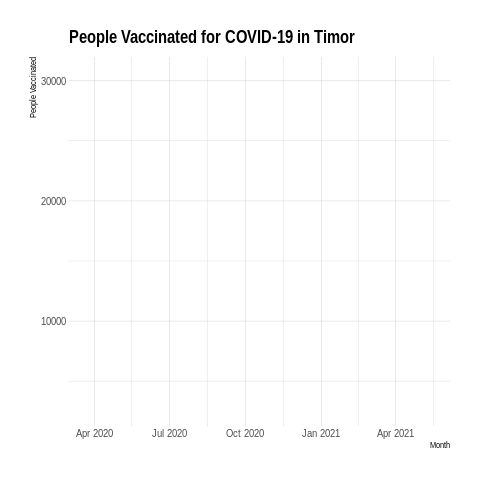 People Vaccinated for COVID-19 in Timor
People Vaccinated
30000
20000
10000
Apr 2020 Jul 2020 Oct 2020 Jan 2021 Apr 2021
Month